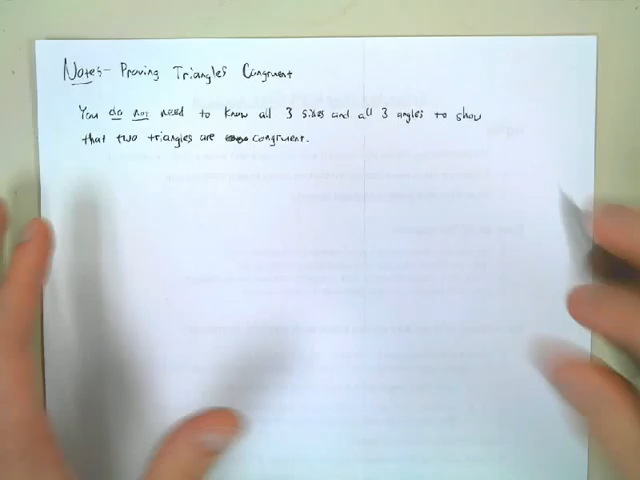 Notes- Proving Triangles Congruent
You do not need to know all 3 sides and all 3 angles to show
that two triangles are congruent.